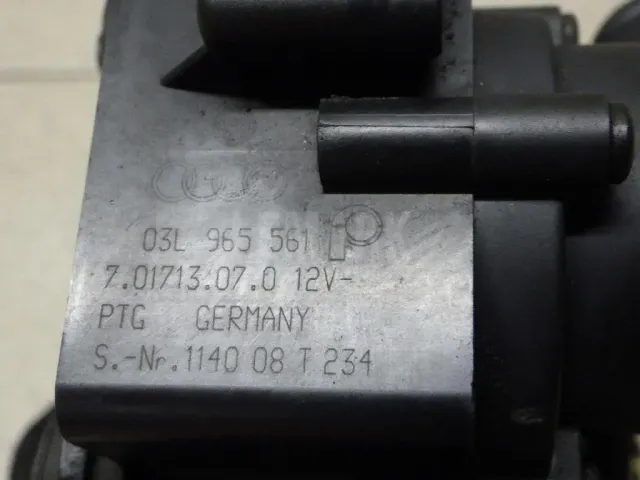 03L 965 561
7.01713.07.0 12V-
PTG GERMANY
S.-Nr.1140 08 T 234